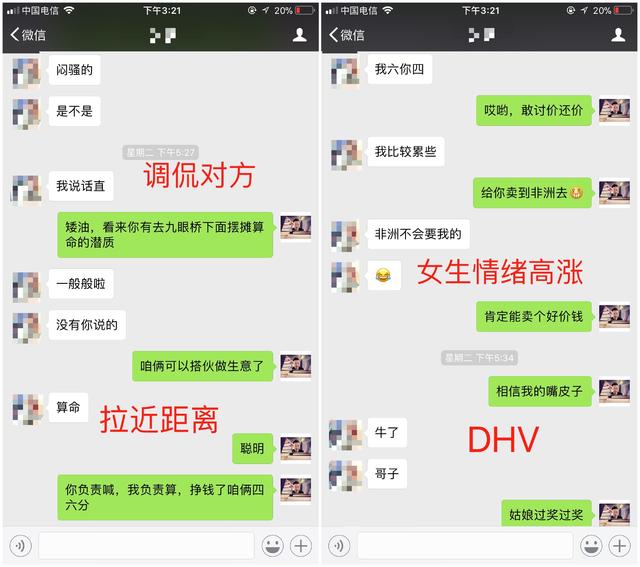 中国电信
下午3:21
20%
微信
闷骚的
是不是
星期二 下午5:27
调侃对方
我说话直
矮油，看来你有去九眼桥下面摆摊算
命的潜质
一般般啦
没有你说的
咱俩可以搭伙做生意了
算命
拉近距离
聪明
你负责喊，我负责算，挣钱了咱俩四
六分
中国电信
下午3:21
20%
微信
我六你四
哎哟，敢讨价还价
我比较累些
给你卖到非洲去
非洲不会要我的
女生情绪高涨
肯定能卖个好价钱
星期二 下午5:34
相信我的嘴皮子
牛了
DHV
哥子
姑娘过奖过奖